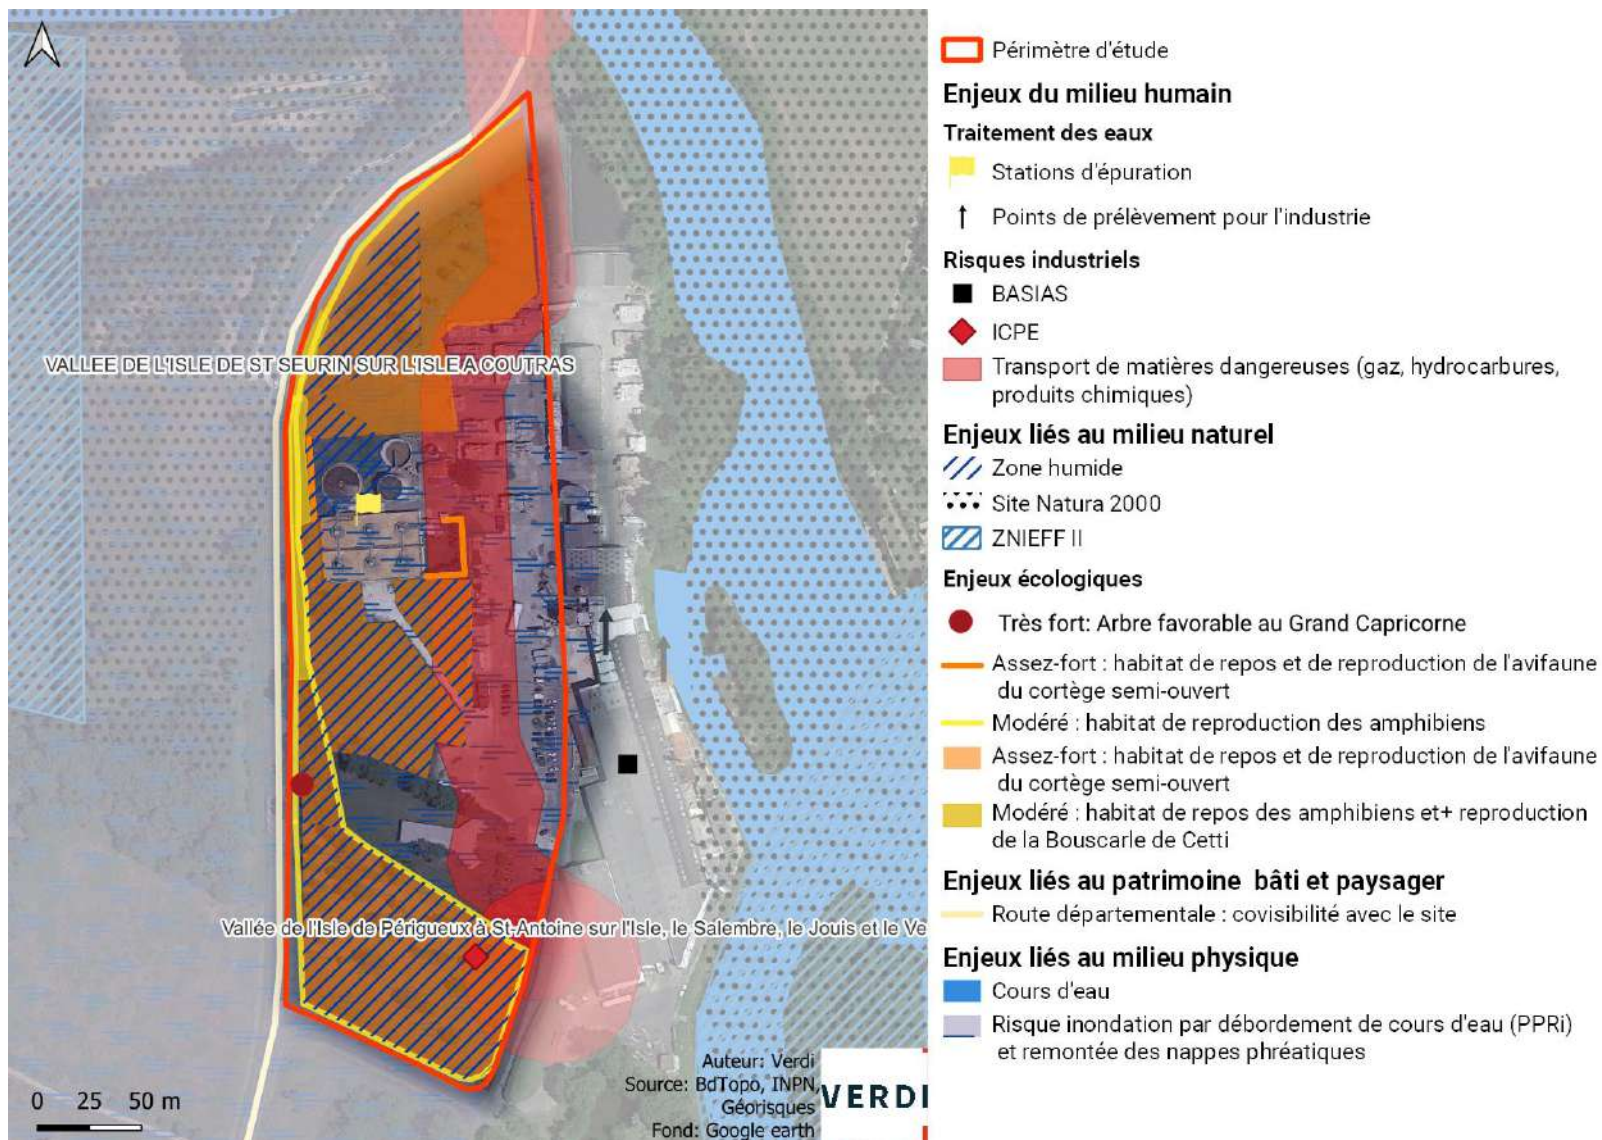 VALLEE DE L'ISLE DE ST SEURIN SUR L'ISLE A COUTRAS
Vallée de l'Isle de Périgueux à St-Antoine sur l'Isle, le Salembre, le Jouis et le Ve
0 25 50 m
Auteur: Verdi
Source: BdTopo, INPN,
Géorisques
Fond: Google earth
VERDI
Périmètre d'étude
Enjeux du milieu humain
Traitement des eaux
Stations d'épuration
Points de prélèvement pour l'industrie
Risques industriels
BASIAS
ICPE
Transport de matières dangereuses (gaz, hydrocarbures,
produits chimiques)
Enjeux liés au milieu naturel
Zone humide
Site Natura 2000
ZNIEFF II
Enjeux écologiques
Très fort: Arbre favorable au Grand Capricorne
Assez-fort : habitat de repos et de reproduction de l'avifaune
du cortège semi-ouvert
Modéré : habitat de reproduction des amphibiens
Assez-fort : habitat de repos et de reproduction de l'avifaune
du cortège semi-ouvert
Modéré : habitat de repos des amphibiens et+ reproduction
de la Bouscarle de Cetti
Enjeux liés au patrimoine bâti et paysager
Route départementale : covisibilité avec le site
Enjeux liés au milieu physique
Cours d'eau
Risque inondation par débordement de cours d'eau (PPRi)
et remontée des nappes phréatiques